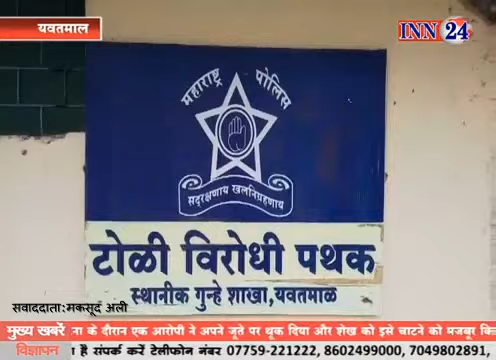 यवतमाल
INN 24
महाराष्ट्र पोलिस
सद्रक्षणाय खलनिग्रहणाय
टोळी विरोधी पथक
स्थानीक गुन्हे शाखा,यवतमाळ
सवाददाता:मकसूद अली
मुख्य खबरें ना के दौरान एक आरोपी ने अपने जूते पर थूक दिया और शेख को इसे चाटने को मजबूर कि
विज्ञापन ता है संपर्क करें टेलीफोन नंबर 07759-221222, 8602499000, 7049802891,